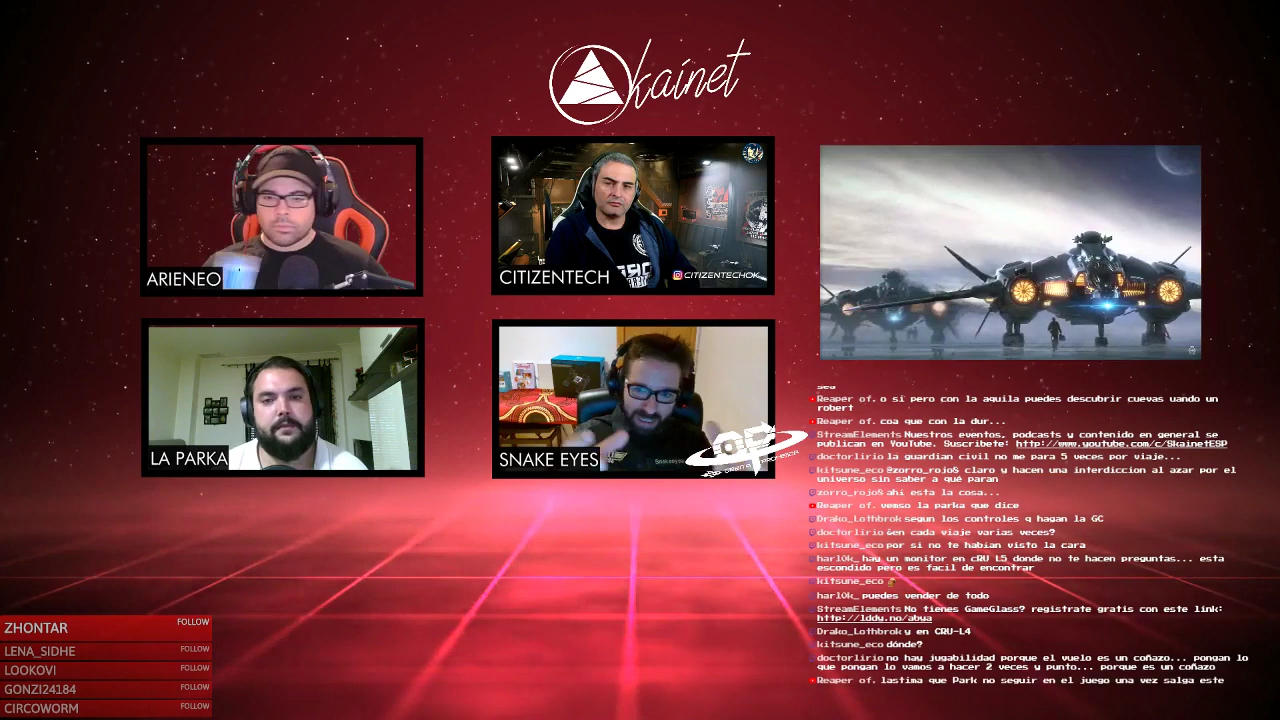 kainet
ARIENEO
CITIZENTECH
CITIZENTECHOK
LA PARKA
SNAKE EYES
Reaper of. o si pero con la aquila puedes descubrir cuevas uando un
robert
Reaper of. coa que con la dur...
StreamElements Nuestros eventos, podcasts y contenido en general se
publican en YouTube. Suscribete! http://www.youtube.com/c/SkainetESP
doctorlirio la guardian civil no me para 5 veces por viaje...
kitsune_eco @zorro_rojo8 claro y hacen una interdiccion al azar por el
universo sin saber a qué paran
zorro_rojo8 ahi esta la cosa...
Reaper of. vemso la parka que dice
Drako_Lothbrok segun los controles q hagan la GC
doctorlirio ¿en cada viaje varias veces?
kitsune_eco por si no te habian visto la cara
harl0k_ hay un monitor en cRU L5 donde no te hacen preguntas... esta
escondido pero es facil de encontrar
kitsune_eco
harl0k_ puedes vender de todo
StreamElements No tienes GameGlass? registrate gratis con este link:
http://lddy.no/abya
Drako_Lothbrok y en CRU-L4
kitsune_eco dónde?
doctorlirio no hay jugabilidad porque el vuelo es un coñazo... pongan lo
que pongan lo vamos a hacer 2 veces y punto... porque es un coñazo
Reaper of. lastima que Park no seguir en el juego una vez salga este
ZHONTAR FOLLOW
LENA_SIDHE FOLLOW
LOOKOVI FOLLOW
GONZI24184 FOLLOW
CIRCOWORM FOLLOW